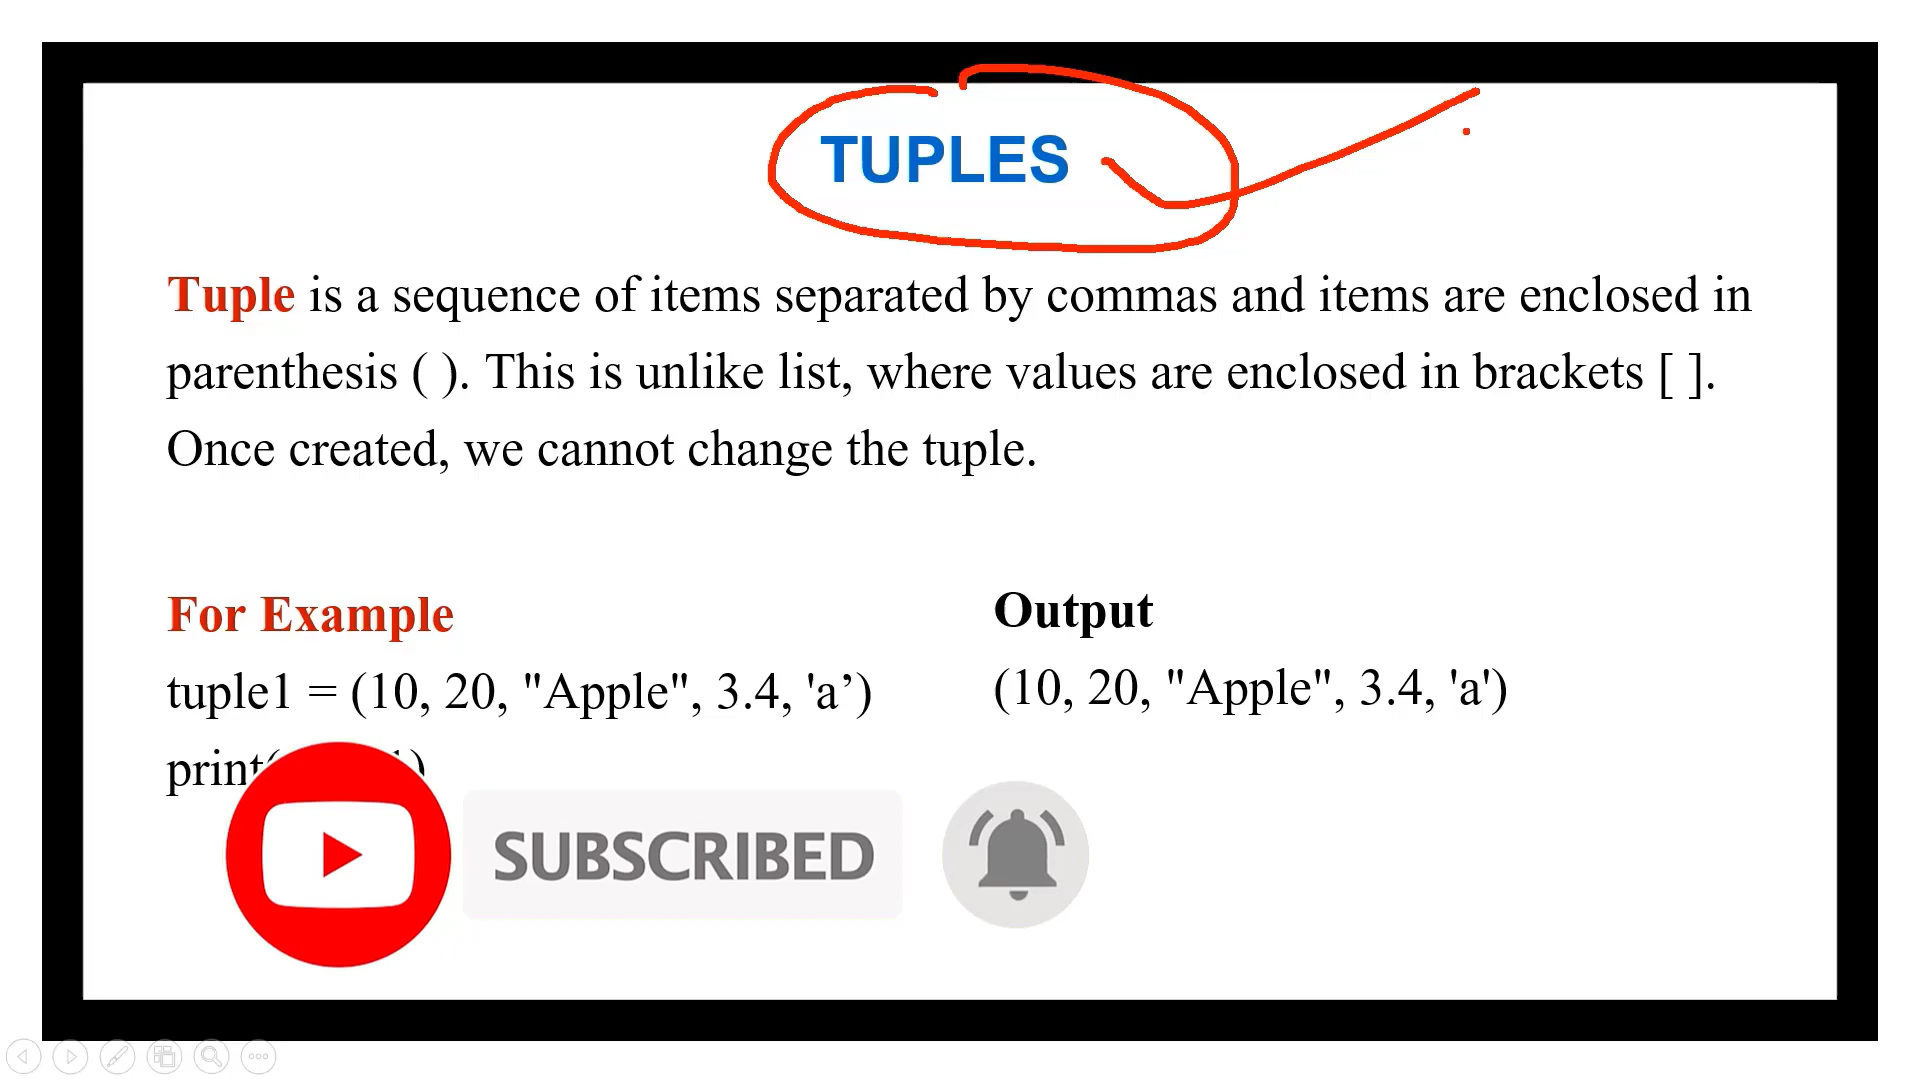 TUPLES
Tuple is a sequence of items separated by commas and items are enclosed in
parenthesis ( ). This is unlike list, where values are enclosed in brackets [ ].
Once created, we cannot change the tuple.
For Example
tuple1 = (10, 20, "Apple", 3.4, 'a’)
print(
Output
(10, 20, "Apple", 3.4, 'a')
SUBSCRIBED